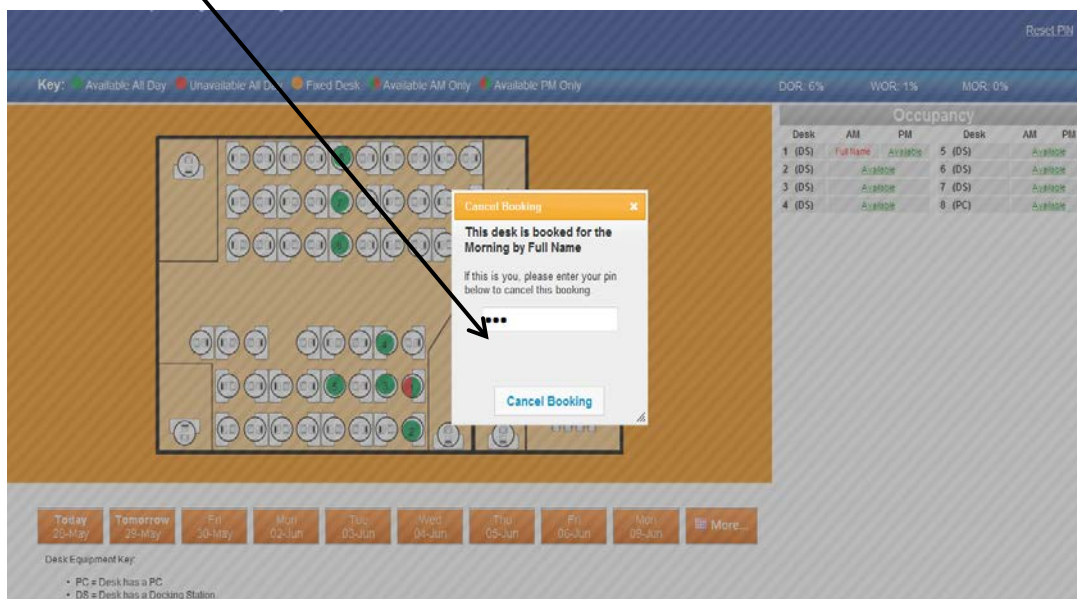 Reset PIN
Key: Available All Day Unavailable All Day Fixed Desk Available AM Only Available PM Only
DOR: 6% WOR: 1% MOR: 0%
Occupancy
Desk AM PM Desk AM PM
1 (DS) Full Name Available 5 (DS) Available
2 (DS) Available 6 (DS) Available
3 (DS) Available 7 (DS) Available
4 (DS) Available 8 (PC) Available
7
6
Cancel Booking x
This desk is booked for the
Morning by Full Name
If this is you, please enter your pin
below to cancel this booking.
•••
Cancel Booking
4
5 3
2
Today Tomorrow Fri Mon Tue Wed Thu Fri Mon More...
28-May 29-May 30-May 02-Jun 03-Jun 04-Jun 05-Jun 06-Jun 09-Jun
Desk Equipment Key:
• PC = Desk has a PC
• DS = Desk has a Docking Station